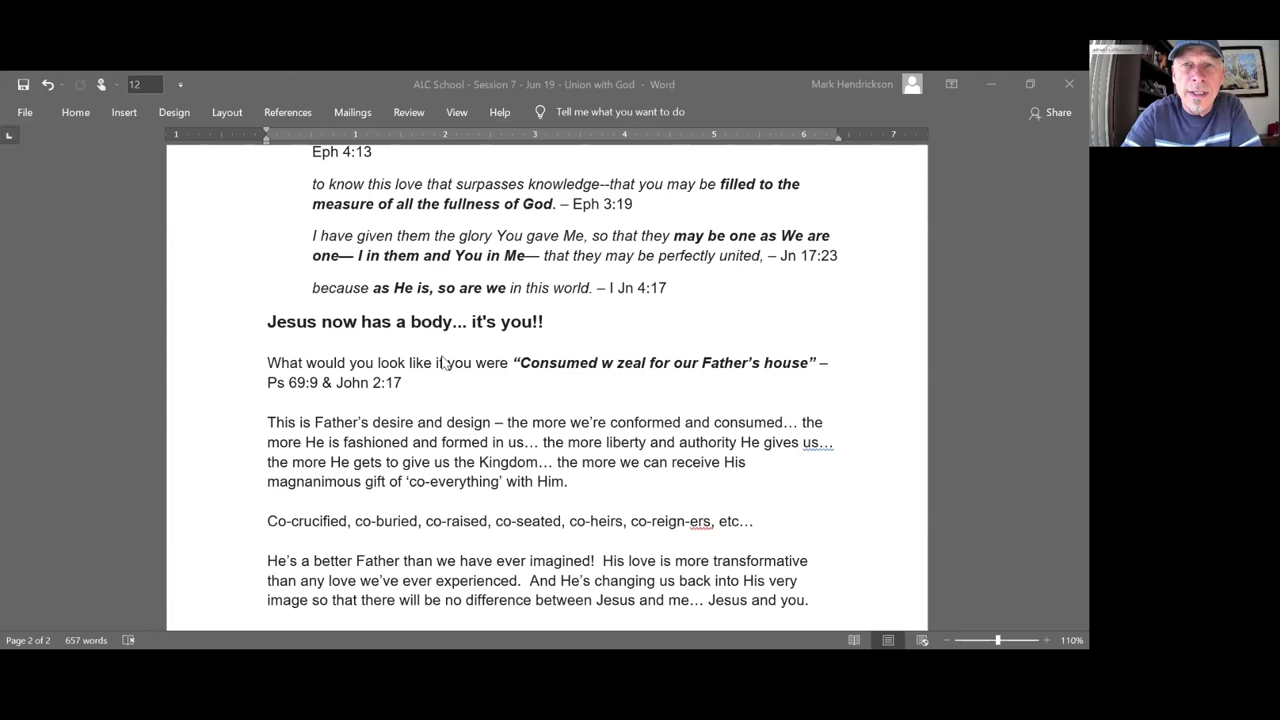 12
ALC School - Session 7 - Jun 19 - Union with God - Word
Mark Hendrickson
File Home Insert Design Layout References Mailings Review View Help Tell me what you want to do Share
1 1 2 3 4 5 6 7
Eph 4:13
to know this love that surpasses knowledge--that you may be filled to the
measure of all the fullness of God. – Eph 3:19
I have given them the glory You gave Me, so that they may be one as We are
one— I in them and You in Me— that they may be perfectly united, – Jn 17:23
because as He is, so are we in this world. – I Jn 4:17
Jesus now has a body... it's you!!
What would you look like if you were “Consumed w zeal for our Father’s house” –
Ps 69:9 & John 2:17
This is Father’s desire and design – the more we’re conformed and consumed… the
more He is fashioned and formed in us… the more liberty and authority He gives us…
the more He gets to give us the Kingdom… the more we can receive His
magnanimous gift of ‘co-everything’ with Him.
Co-crucified, co-buried, co-raised, co-seated, co-heirs, co-reign-ers, etc…
He’s a better Father than we have ever imagined!  His love is more transformative
than any love we’ve ever experienced.  And He’s changing us back into His very
image so that there will be no difference between Jesus and me… Jesus and you.
Page 2 of 2 657 words 110%